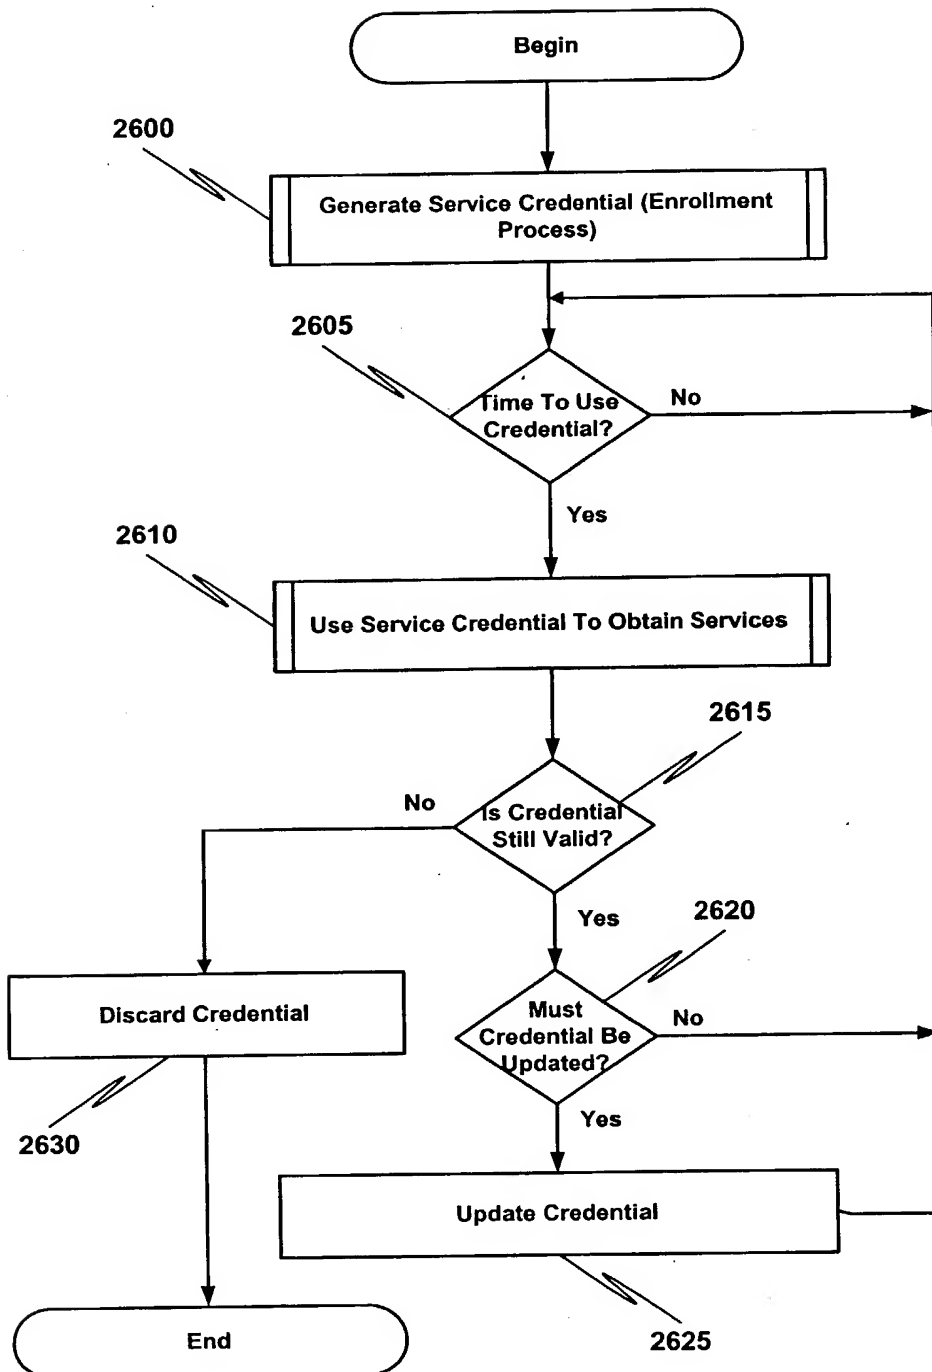 Begin
2600
Generate Service Credential (Enrollment
Process)
2605
Time To Use
Credential?
No
Yes
2610
Use Service Credential To Obtain Services
2615
No
Is Credential
Still Valid?
Yes
2620
Must
Credential Be
Updated?
No
Discard Credential
Yes
2630
Update Credential
End
2625